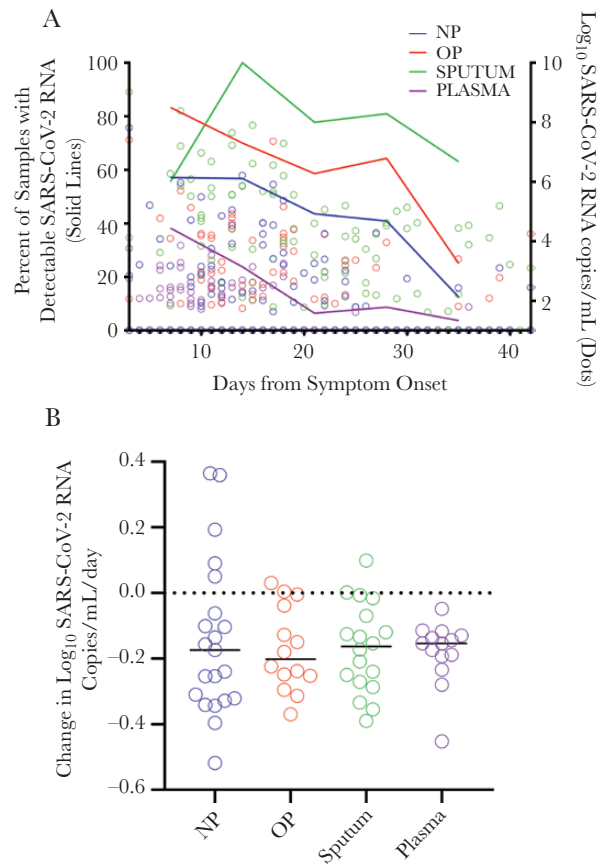 A
NP
OP
SPUTUM
PLASMA
Percent of Samples with
Detectable SARS-CoV-2 RNA
(Solid Lines)
100
80
60
40
20
0
10
8
6
4
2
Log10 SARS-CoV-2 RNA copies/mL (Dots)
10 20 30 40
Days from Symptom Onset
B
Change in Log10 SARS-CoV-2 RNA
Copies/mL/day
0.4
0.2
0.0
–0.2
–0.4
–0.6
NP
OP
Sputum
Plasma